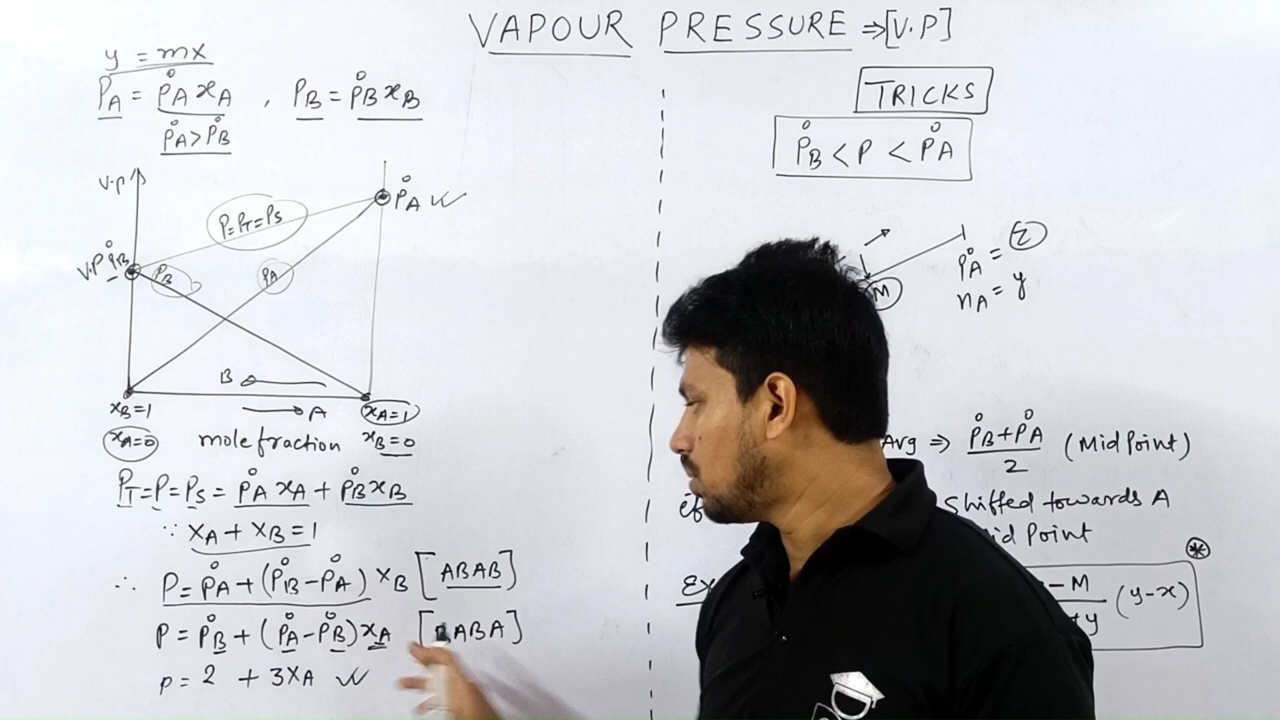 VAPOUR PRESSURE ⇒[V.P]
y = mx
P_A = P°_A x_A , P_B = P°_B x_B
P°_A > P°_B
V.P
P°_A
P=P_T=P_S
V.P P°_B
P_B
P_A
B
A
x_B=1
x_A=1
x_A=0 mole fraction x_B=0
P_T=P=P_S = P°_A x_A + P°_B x_B
∵ x_A + x_B = 1
∴ P = P°_A + (P°_B - P°_A) x_B [ABAB]
P = P°_B + (P°_A - P°_B) x_A [BABA]
P = 2 + 3x_A
TRICKS
P°_B < P < P°_A
P°_A = Z
n_A = y
M
Avg ⇒ (P°_B + P°_A)/2 (Mid Point)
if
Shifted towards A
Point
Ex
- M
+y
(y-x)